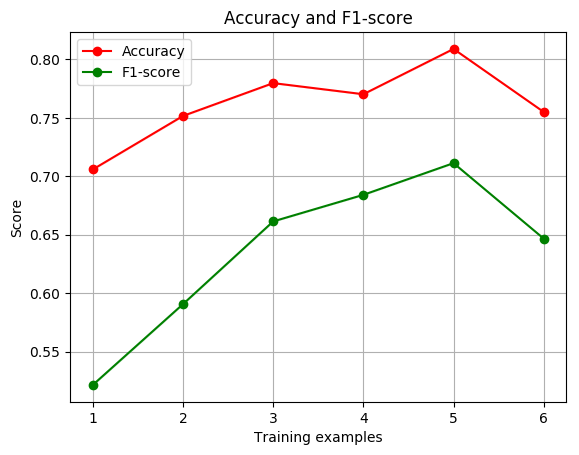 Accuracy and F1-score
Accuracy
F1-score
0.80
0.75
0.70
0.65
0.60
0.55
Score
1 2 3 4 5 6
Training examples